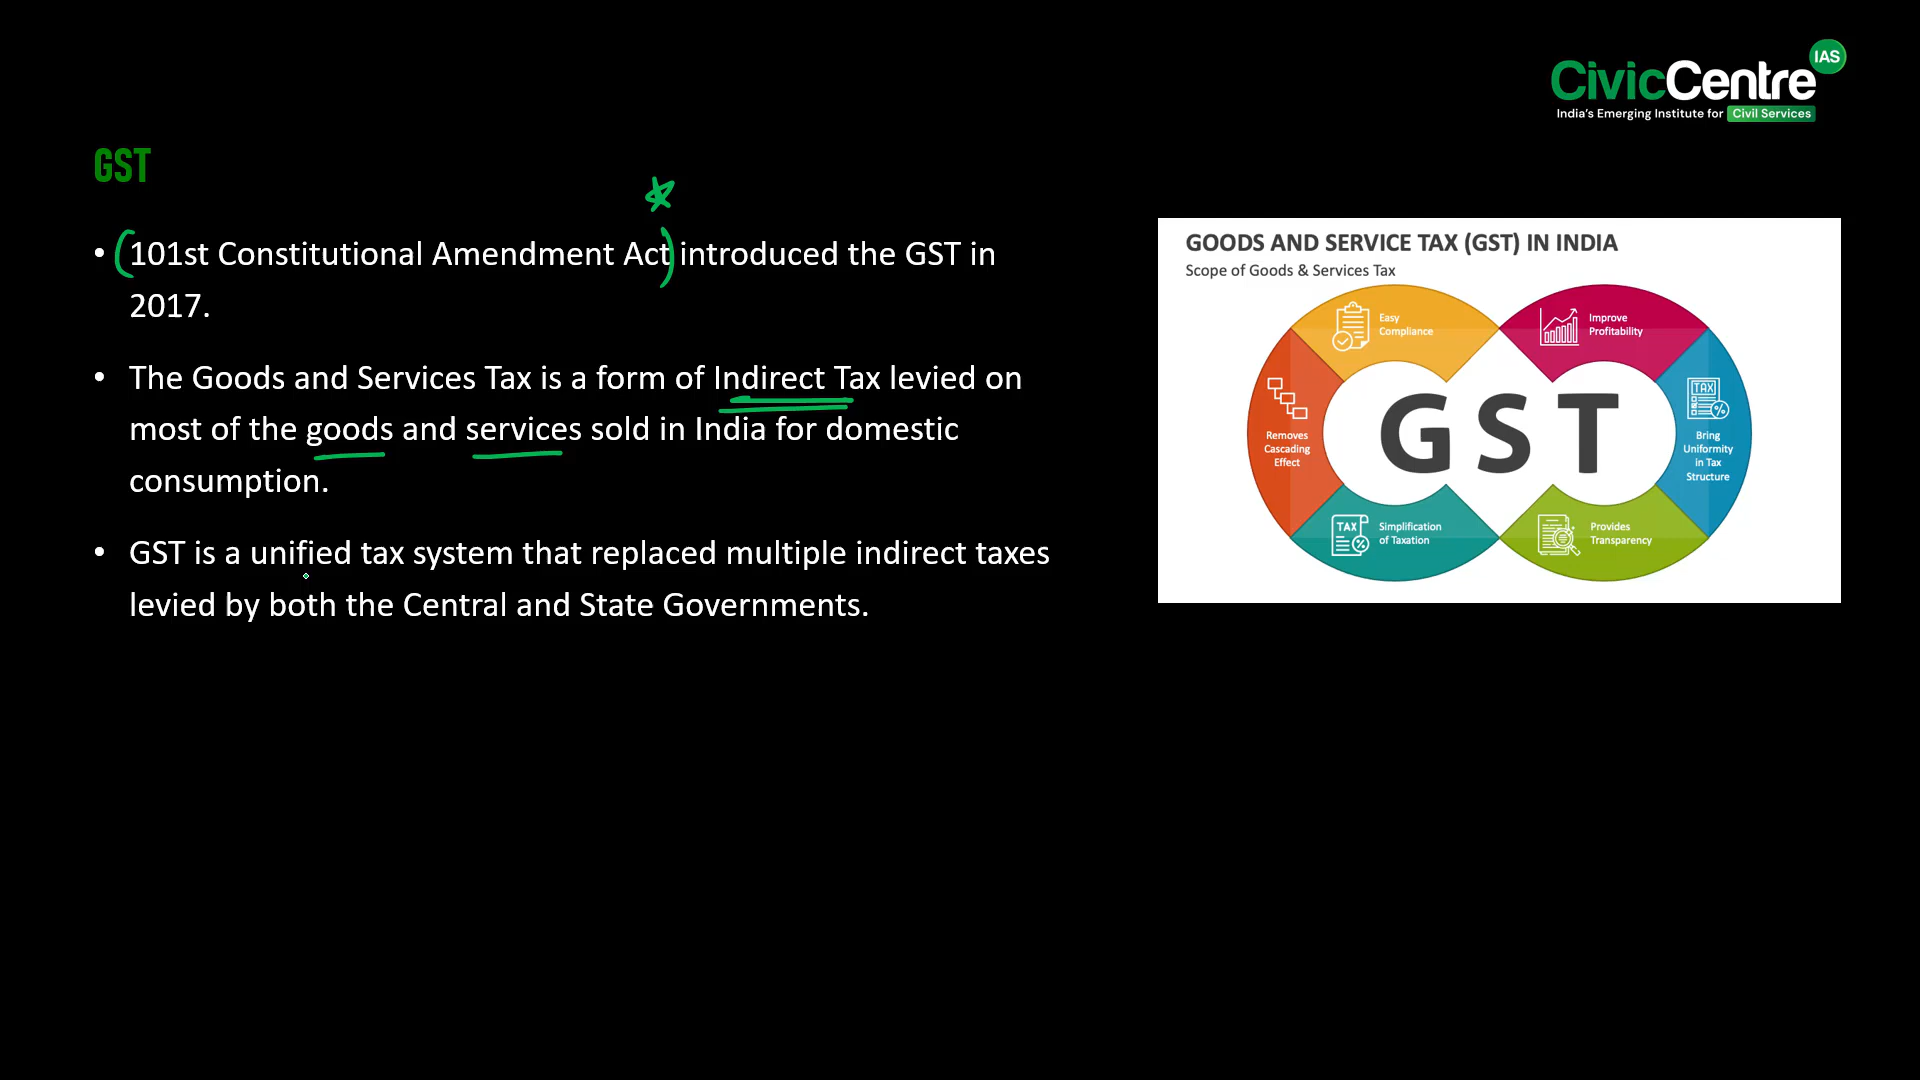 CivicCentre IAS
India's Emerging Institute for Civil Services
GST
• 101st Constitutional Amendment Act introduced the GST in
2017.
• The Goods and Services Tax is a form of Indirect Tax levied on
most of the goods and services sold in India for domestic
consumption.
• GST is a unified tax system that replaced multiple indirect taxes
levied by both the Central and State Governments.
GOODS AND SERVICE TAX (GST) IN INDIA
Scope of Goods & Services Tax
Easy
Compliance
Improve
Profitability
Removes
Cascading
Effect
GST
TAX
Bring
Uniformity
in Tax
Structure
TAX
Simplification
of Taxation
Provides
Transparency